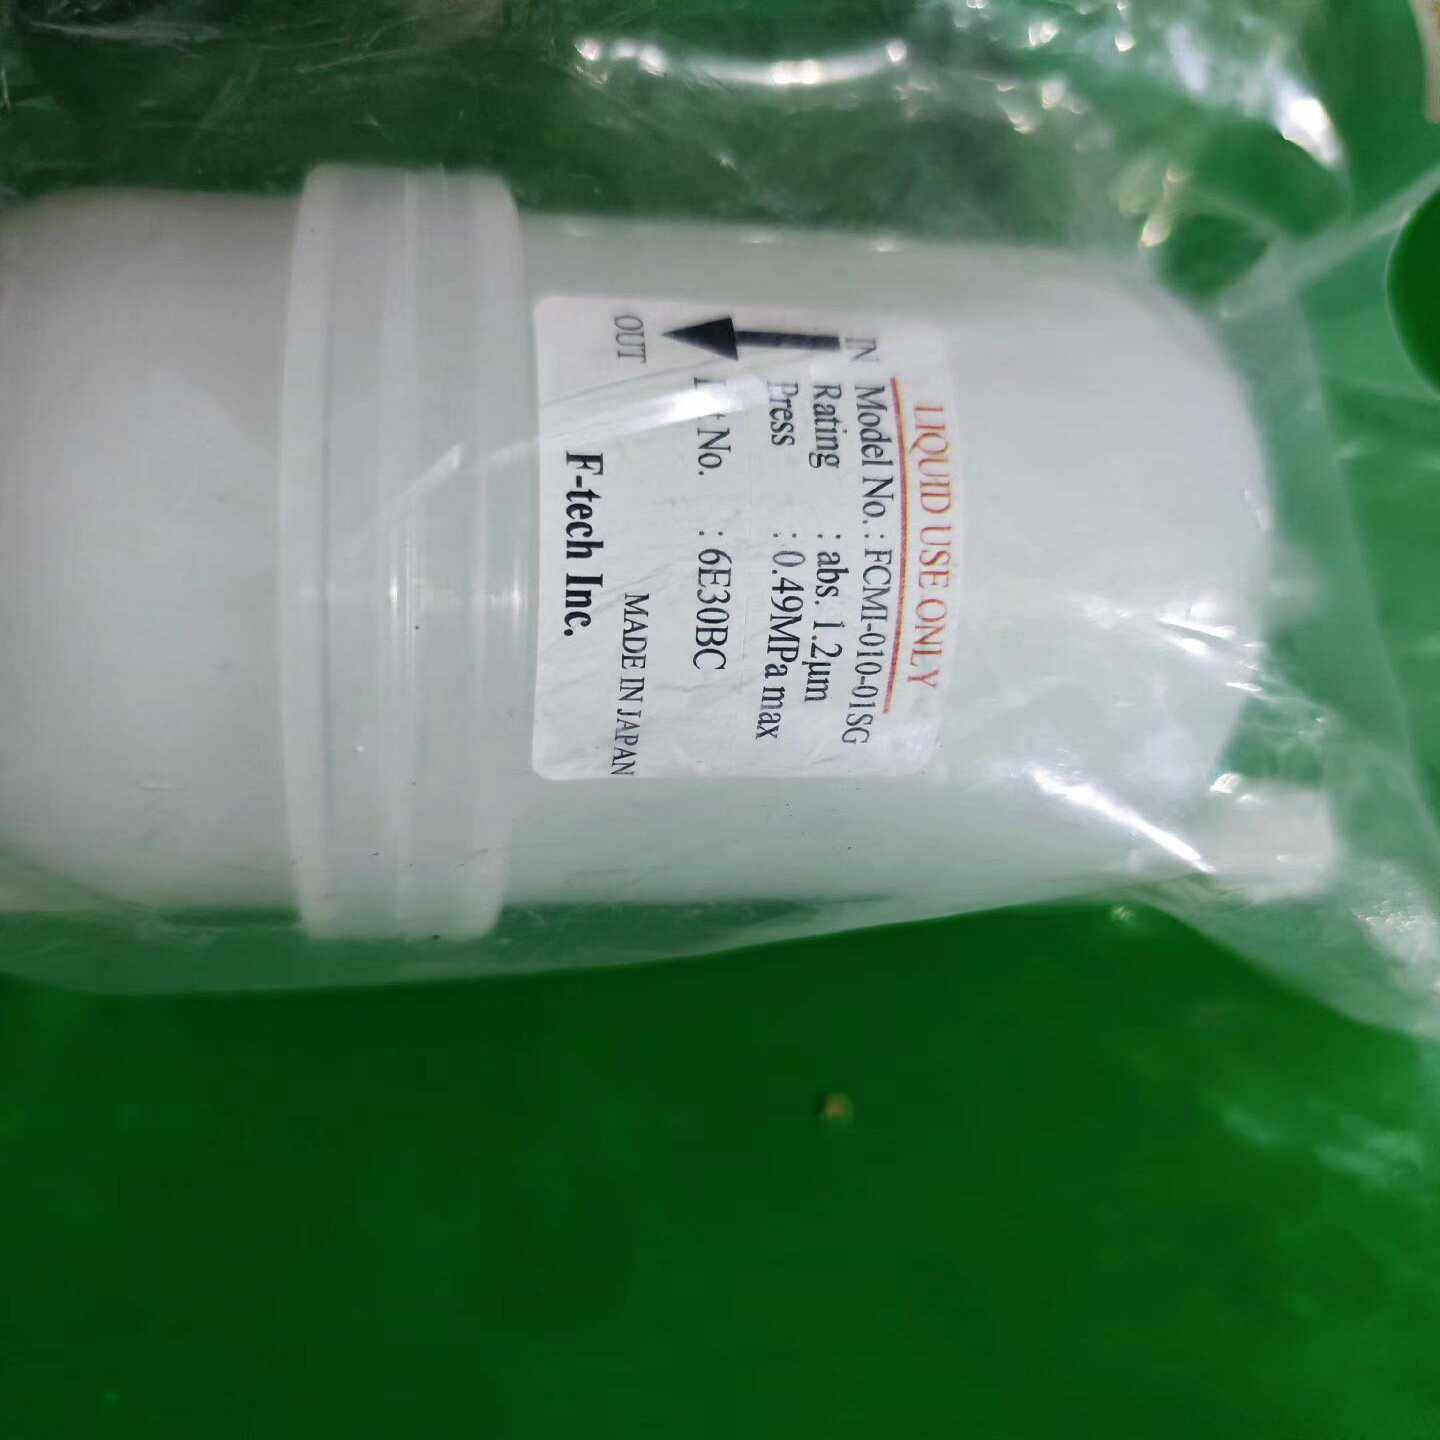 LIQUID USE ONLY
IN Model No. : FCMI-010-01SG
Rating : abs. 1.2μm
Press : 0.49MPa max
No. : 6E30BC
OUT MADE IN JAPAN
F-tech Inc.